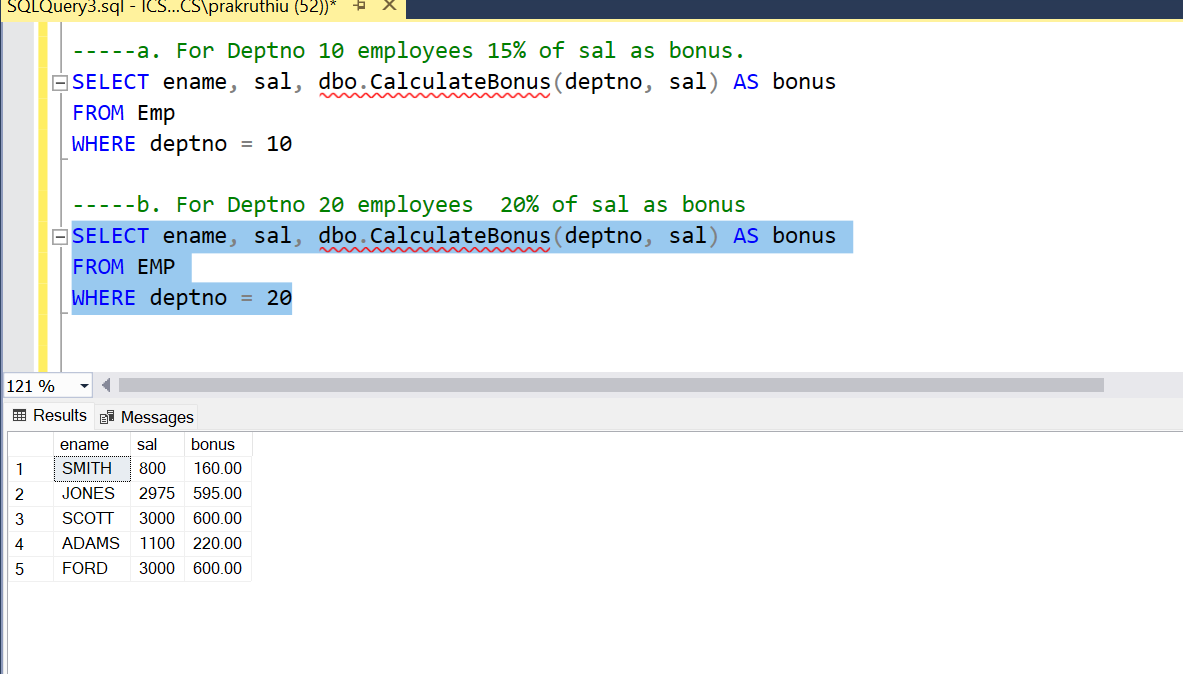 SQLQuery3.sql - ICS...CS\prakruthiu (52))*
-----a. For Deptno 10 employees 15% of sal as bonus.
SELECT ename, sal, dbo.CalculateBonus(deptno, sal) AS bonus
FROM Emp
WHERE deptno = 10
-----b. For Deptno 20 employees  20% of sal as bonus
SELECT ename, sal, dbo.CalculateBonus(deptno, sal) AS bonus
FROM EMP
WHERE deptno = 20
121 %
Results Messages
ename sal bonus
1 SMITH 800 160.00
2 JONES 2975 595.00
3 SCOTT 3000 600.00
4 ADAMS 1100 220.00
5 FORD 3000 600.00